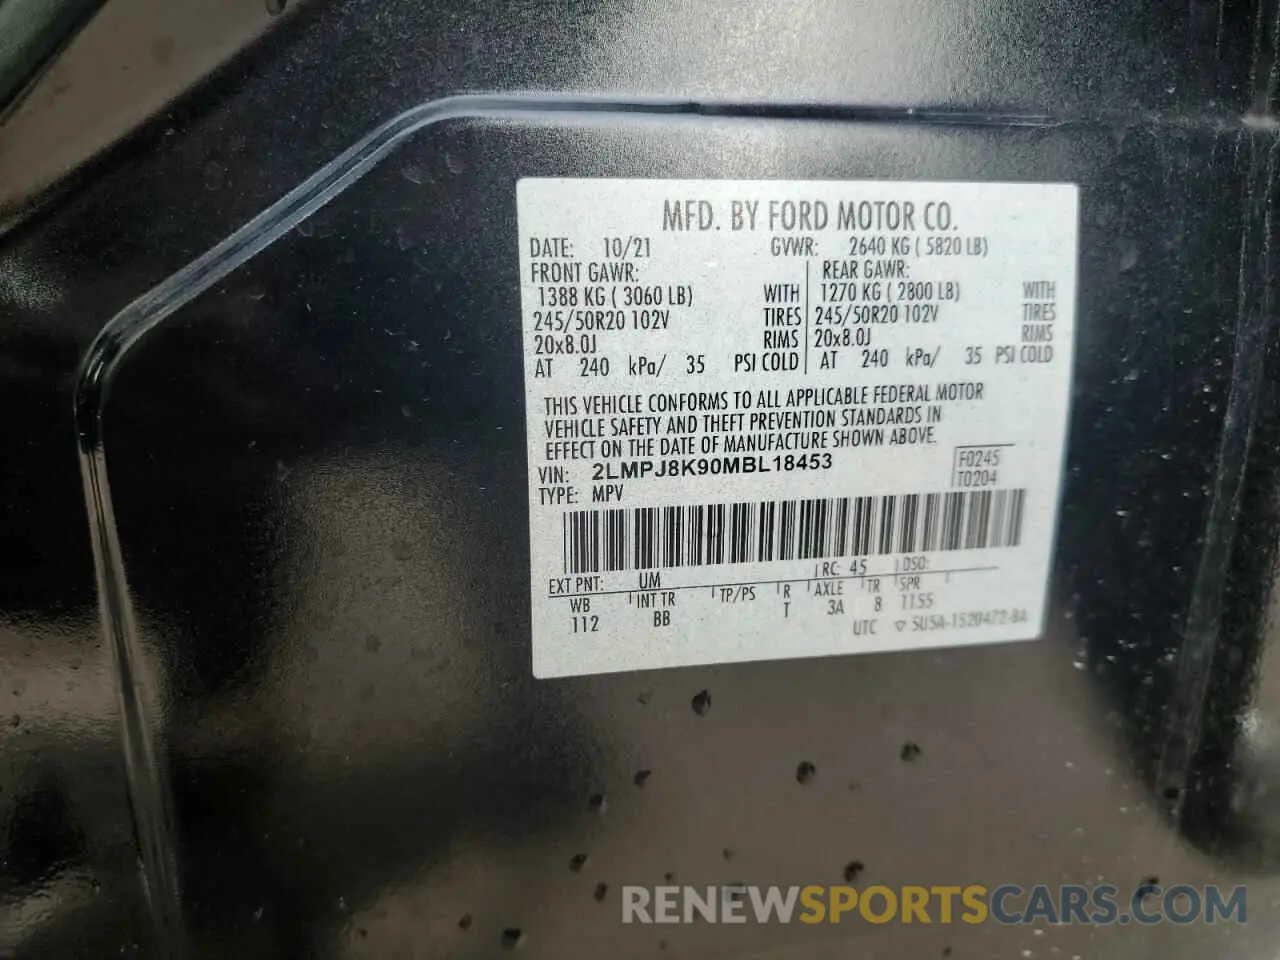 MFD. BY FORD MOTOR CO.
DATE: 10/21 GVWR: 2640 KG ( 5820 LB)
FRONT GAWR: REAR GAWR:
1388 KG ( 3060 LB) WITH 1270 KG ( 2800 LB) WITH
245/50R20 102V TIRES 245/50R20 102V TIRES
20x8.0J RIMS 20x8.0J RIMS
AT 240 kPa/ 35 PSI COLD AT 240 kPa/ 35 PSI COLD
THIS VEHICLE CONFORMS TO ALL APPLICABLE FEDERAL MOTOR
VEHICLE SAFETY AND THEFT PREVENTION STANDARDS IN
EFFECT ON THE DATE OF MANUFACTURE SHOWN ABOVE.
VIN: 2LMPJ8K90MBL18453 F0245
TYPE: MPV T0204
EXT PNT: UM RC: 45 DSO:
WB INT TR TP/PS R AXLE TR SPR
112 BB T 3A 8 1155
UTC ▽ 5U5A-1520472-BA
RENEWSPORTSCARS.COM